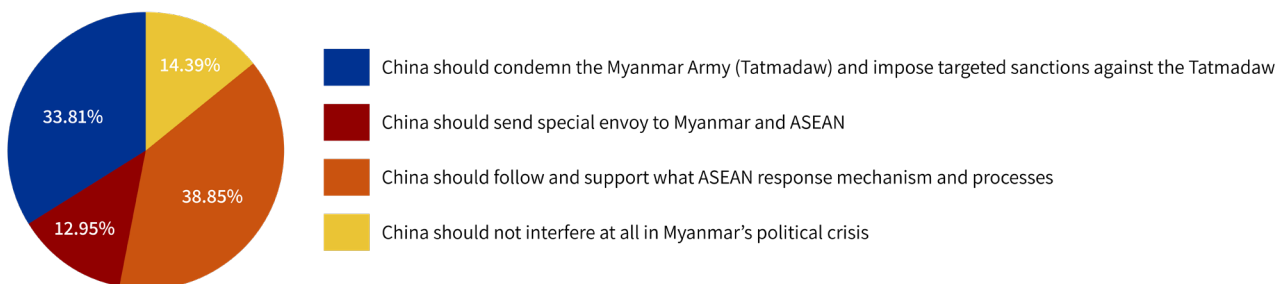 14.39%
33.81%
38.85%
12.95%
China should condemn the Myanmar Army (Tatmadaw) and impose targeted sanctions against the Tatmadaw
China should send special envoy to Myanmar and ASEAN
China should follow and support what ASEAN response mechanism and processes
China should not interfere at all in Myanmar’s political crisis